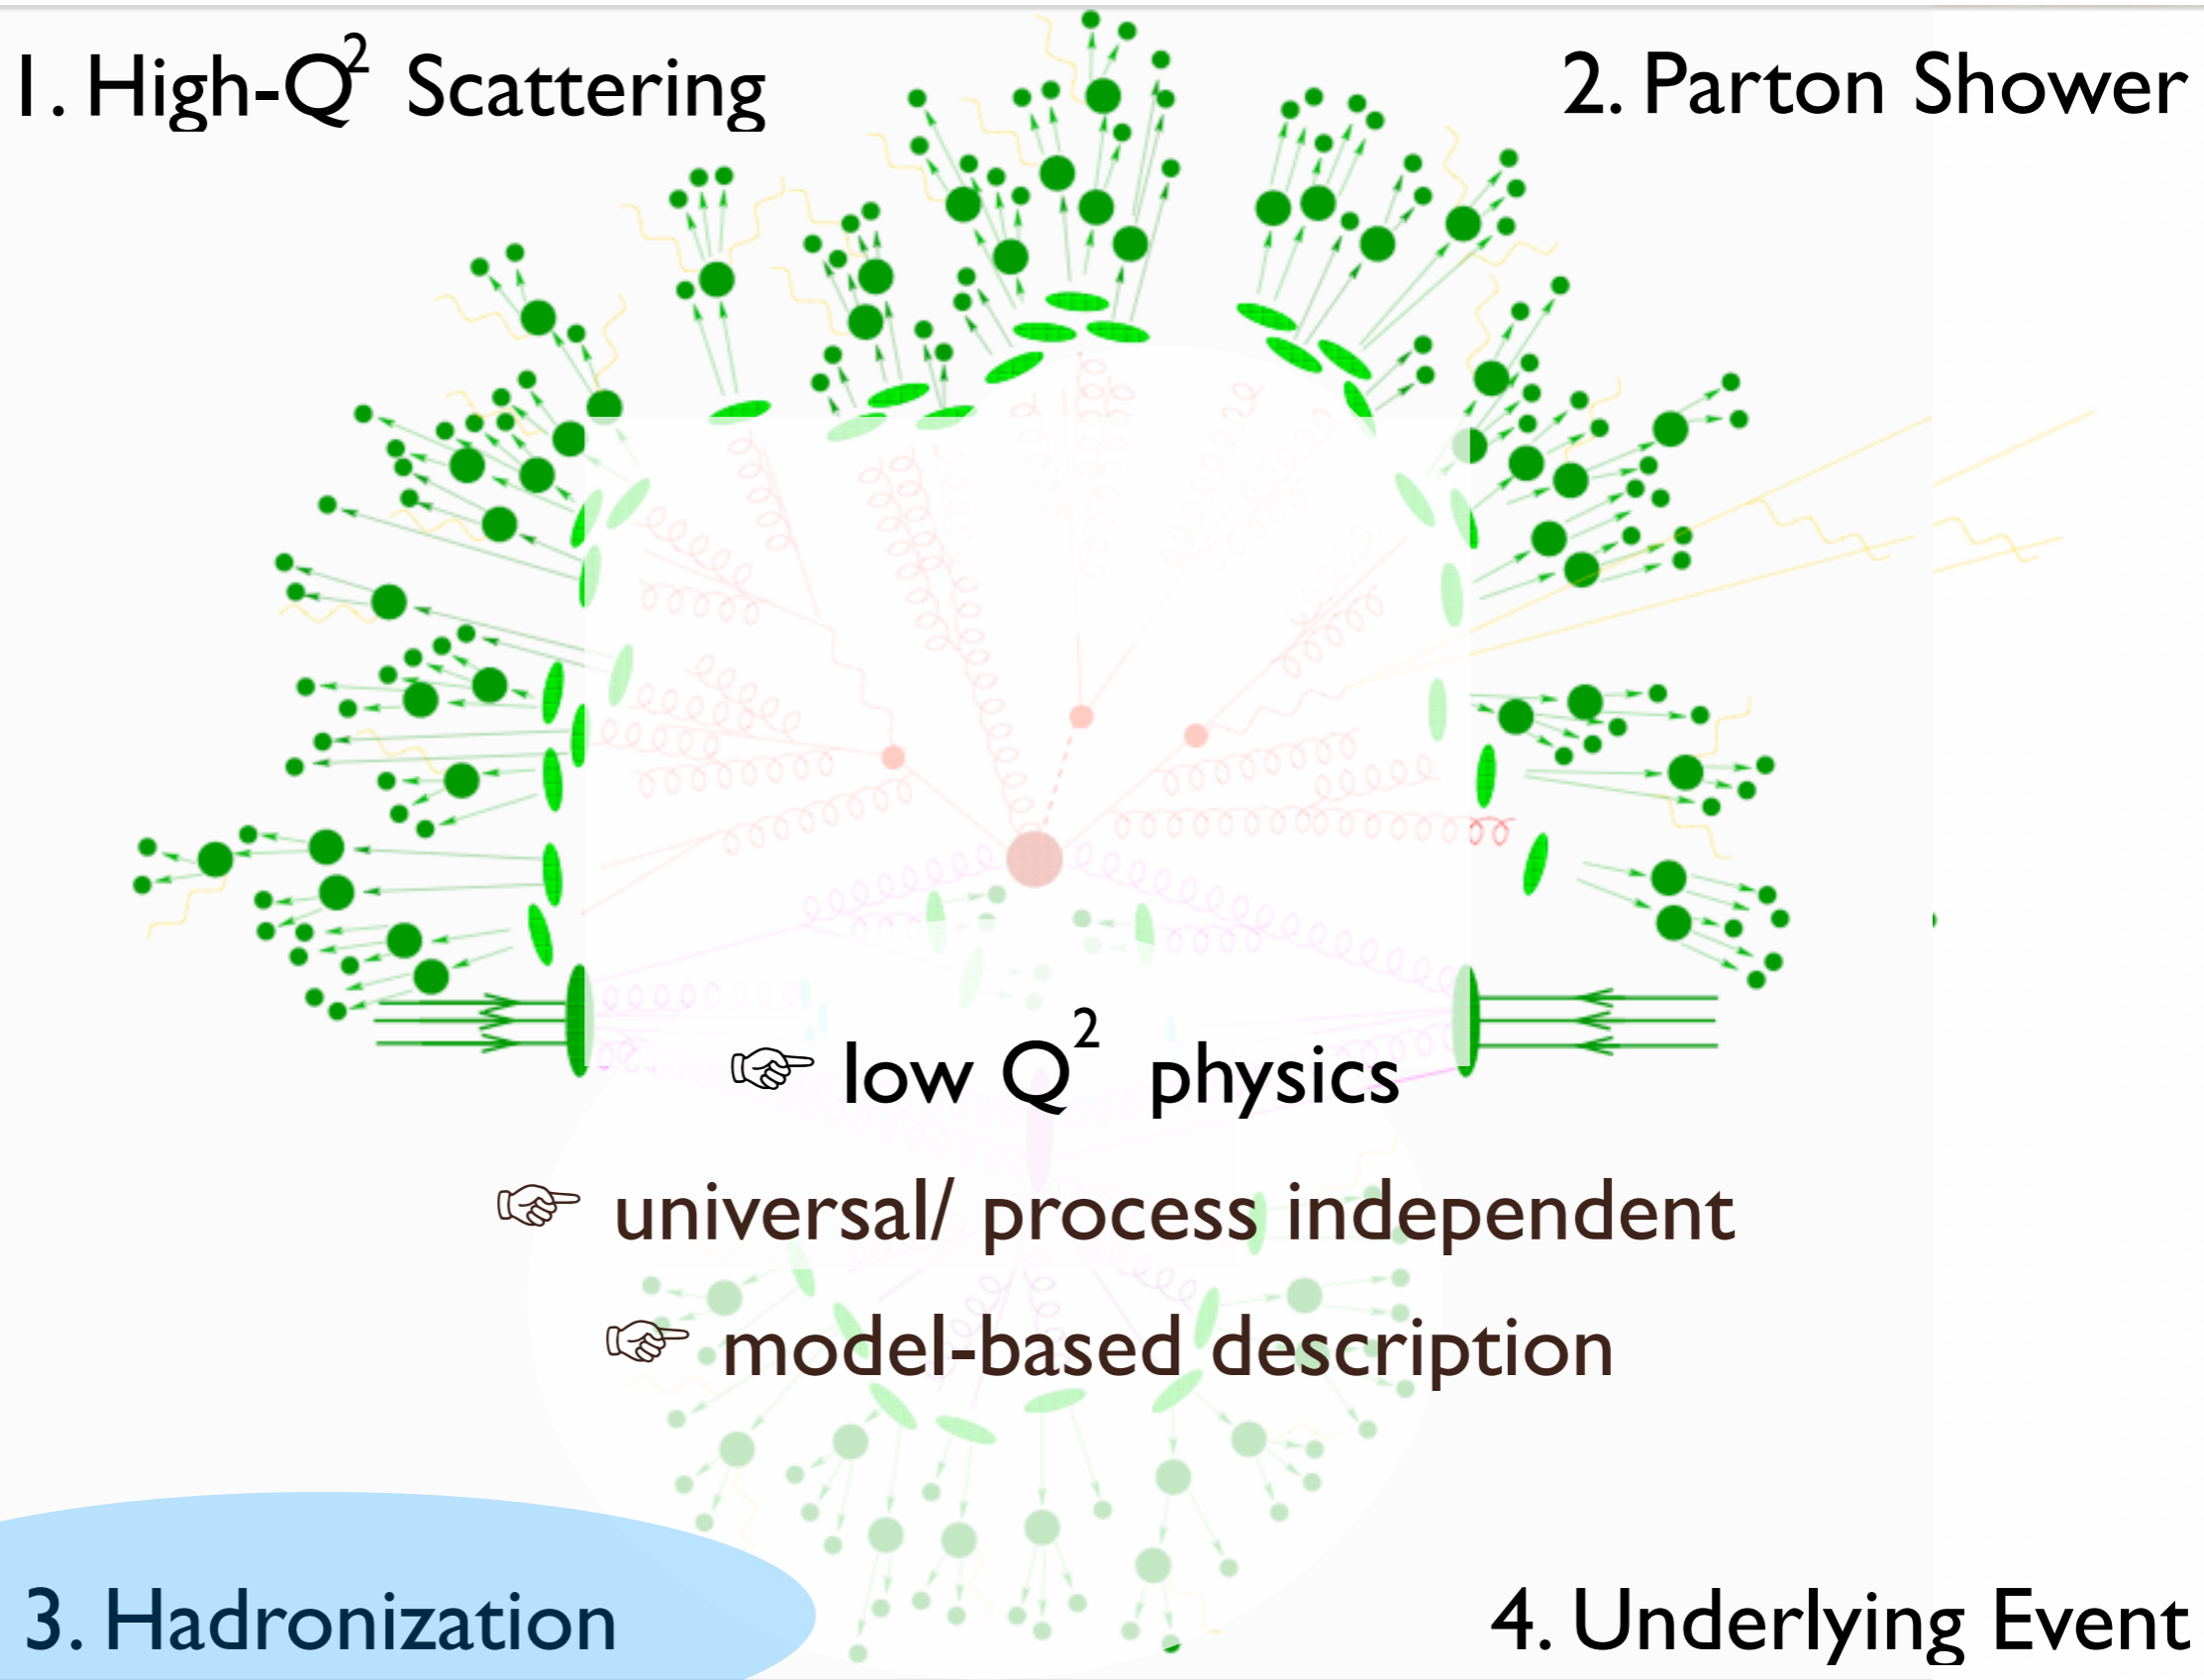 1. High-Q² Scattering
2. Parton Shower
☞ low Q² physics
☞ universal/ process independent
☞ model-based description
3. Hadronization
4. Underlying Event